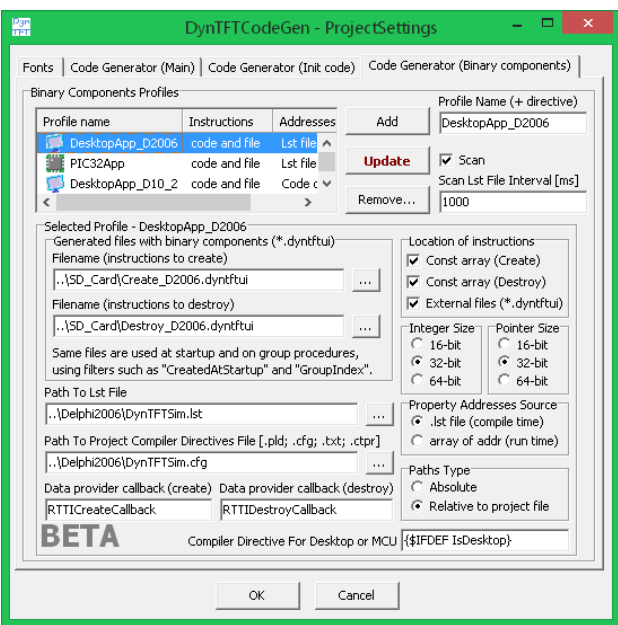 Dyn
TFT
DynTFTCodeGen - ProjectSettings
Fonts Code Generator (Main) Code Generator (Init code) Code Generator (Binary components)
Binary Components Profiles
Profile name Instructions Addresses
DesktopApp_D2006 code and file Lst file
PIC32App code and file Lst file
DesktopApp_D10_2 code and file Code c
Add
Update
Remove...
Profile Name (+ directive)
DesktopApp_D2006
Scan
Scan Lst File Interval [ms]
1000
Selected Profile - DesktopApp_D2006
Generated files with binary components (*.dyntftui)
Filename (instructions to create)
..\SD_Card\Create_D2006.dyntftui ...
Filename (instructions to destroy)
..\SD_Card\Destroy_D2006.dyntftui ...
Same files are used at startup and on group procedures,
using filters such as "CreatedAtStartup" and "GroupIndex".
Location of instructions
Const array (Create)
Const array (Destroy)
External files (*.dyntftui)
Integer Size
16-bit
32-bit
64-bit
Pointer Size
16-bit
32-bit
64-bit
Path To Lst File
..\Delphi2006\DynTFTSim.lst ...
Path To Project Compiler Directives File [.pld; .cfg; .txt; .ctpr]
..\Delphi2006\DynTFTSim.cfg ...
Property Addresses Source
.lst file (compile time)
array of addr (run time)
Data provider callback (create) Data provider callback (destroy)
RTTICreateCallback RTTIDestroyCallback
Paths Type
Absolute
Relative to project file
BETA
Compiler Directive For Desktop or MCU {$IFDEF IsDesktop}
OK Cancel